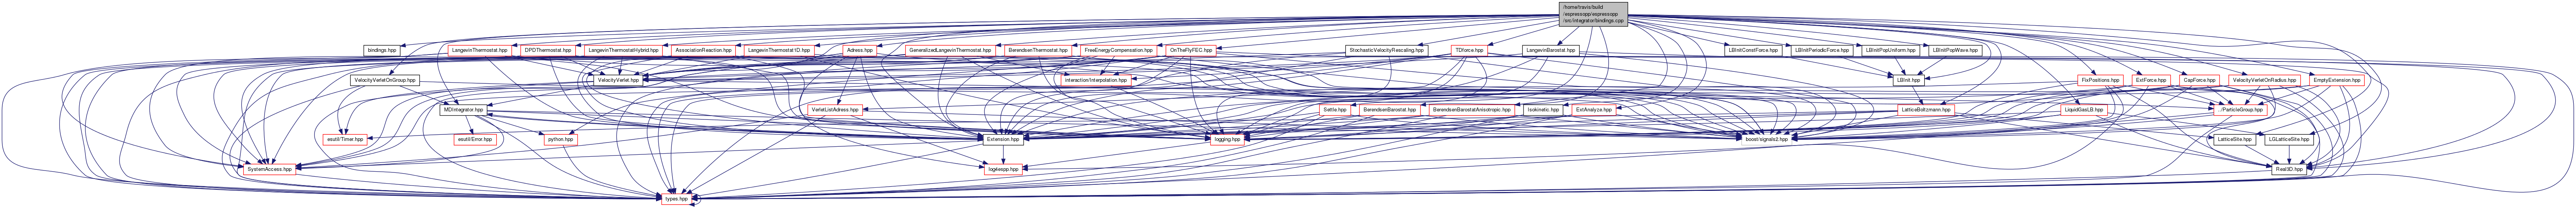 /home/travis/build
/espressopp/espressopp
/src/integrator/bindings.cpp
bindings.hpp
LangevinThermostat.hpp
DPDThermostat.hpp
LangevinThermostatHybrid.hpp
AssociationReaction.hpp
LangevinThermostat1D.hpp
Adress.hpp
GeneralizedLangevinThermostat.hpp
BerendsenThermostat.hpp
FreeEnergyCompensation.hpp
OnTheFlyFEC.hpp
StochasticVelocityRescaling.hpp
TDforce.hpp
LangevinBarostat.hpp
LBInitConstForce.hpp
LBInitPeriodicForce.hpp
LBInitPopUniform.hpp
LBInitPopWave.hpp
VelocityVerletOnGroup.hpp
VelocityVerlet.hpp
interaction/Interpolation.hpp
LBInit.hpp
FixPositions.hpp
ExtForce.hpp
CapForce.hpp
VelocityVerletOnRadius.hpp
EmptyExtension.hpp
MDIntegrator.hpp
VerletListAdress.hpp
Settle.hpp
BerendsenBarostat.hpp
BerendsenBarostatAnisotropic.hpp
Isokinetic.hpp
ExtAnalyze.hpp
LatticeBoltzmann.hpp
LiquidGasLB.hpp
../ParticleGroup.hpp
esutil/Timer.hpp
esutil/Error.hpp
python.hpp
Extension.hpp
logging.hpp
boost/signals2.hpp
LatticeSite.hpp
LGLatticeSite.hpp
SystemAccess.hpp
log4espp.hpp
Real3D.hpp
types.hpp